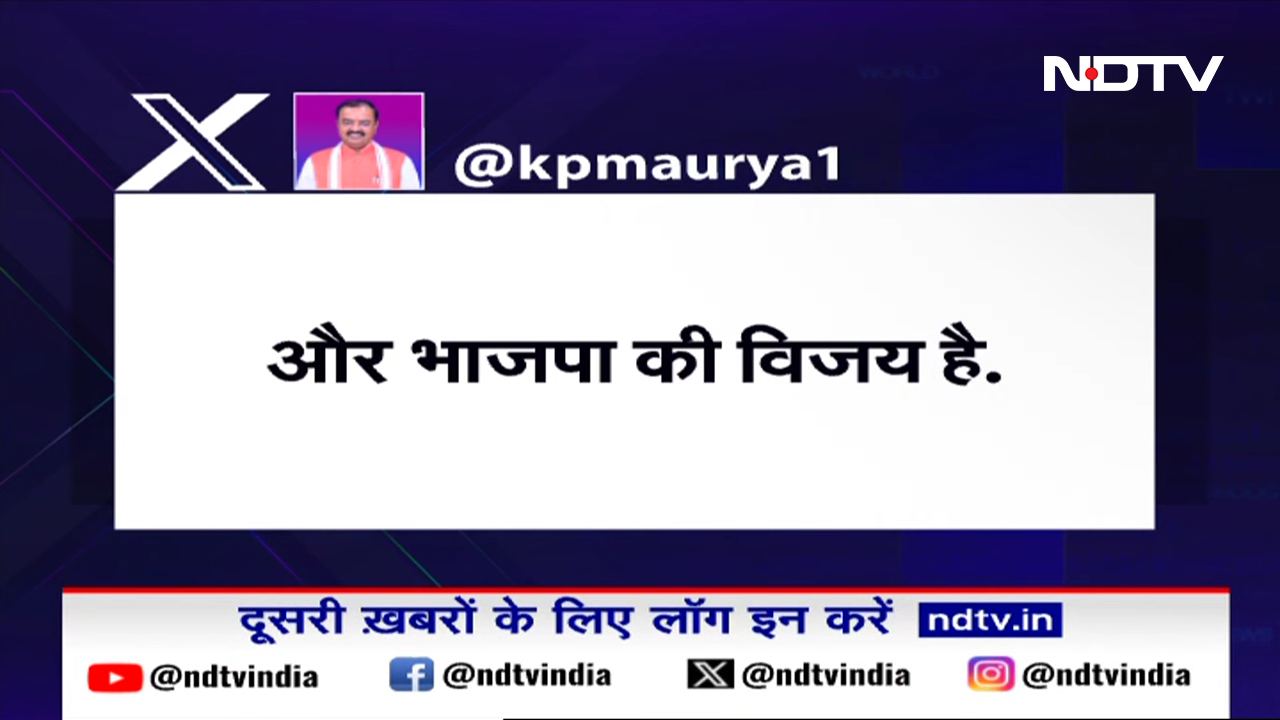 NDTV
@kpmaurya1
और भाजपा की विजय है.
दूसरी ख़बरों के लिए लॉग इन करें ndtv.in
@ndtvindia @ndtvindia @ndtvindia @ndtvindia